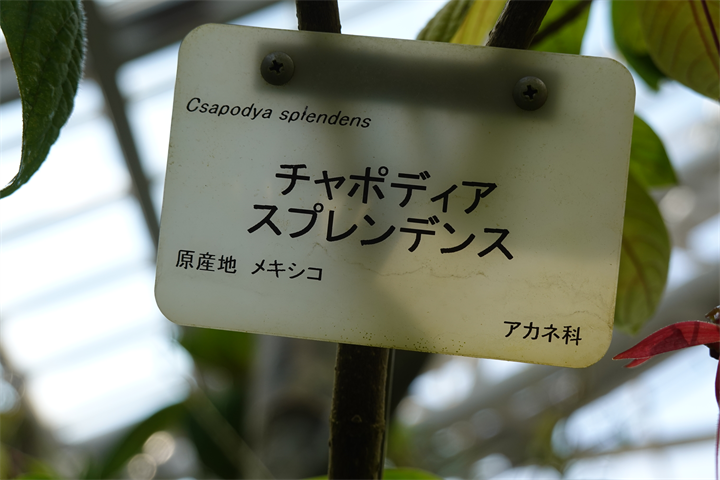 Csapodya splendens
チャポディア
スプレンデンス
原産地 メキシコ
アカネ科